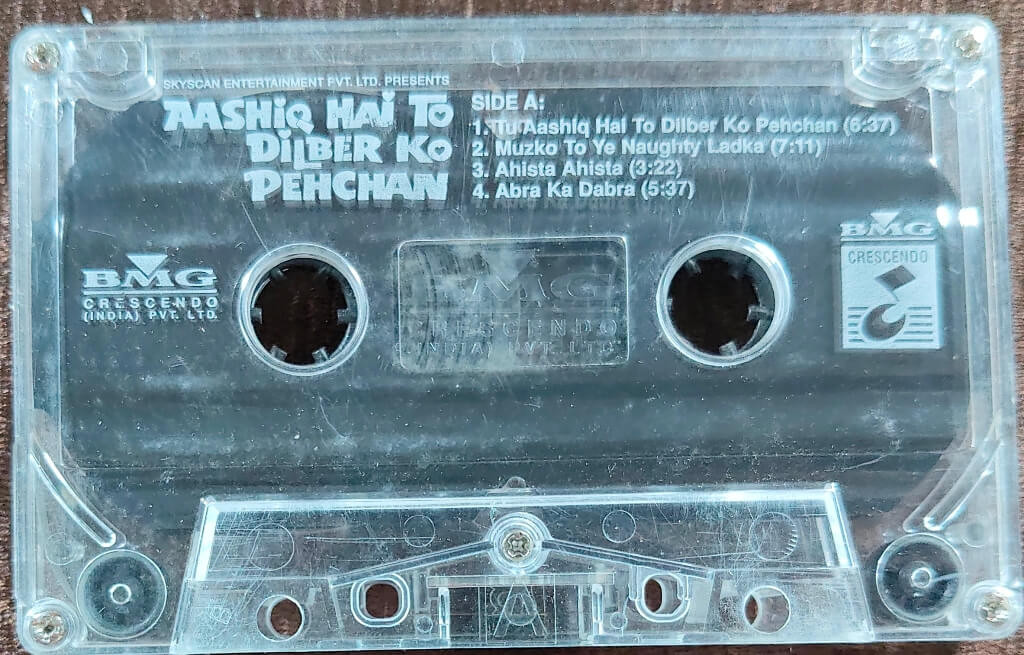 SKYSCAN ENTERTAINMENT PVT. LTD. PRESENTS
AASHIQ HAI TO
DILBER KO
PEHCHAN
SIDE A:
1. Tu Aashiq Hai To Dilber Ko Pehchan (6:37)
2. Muzko To Ye Naughty Ladka (7:11)
3. Ahista Ahista (3:22)
4. Abra Ka Dabra (5:37)
BMG
CRESCENDO
(INDIA) PVT. LTD.
BMG
CRESCENDO
(INDIA) PVT. LTD.
BMG
CRESCENDO
A